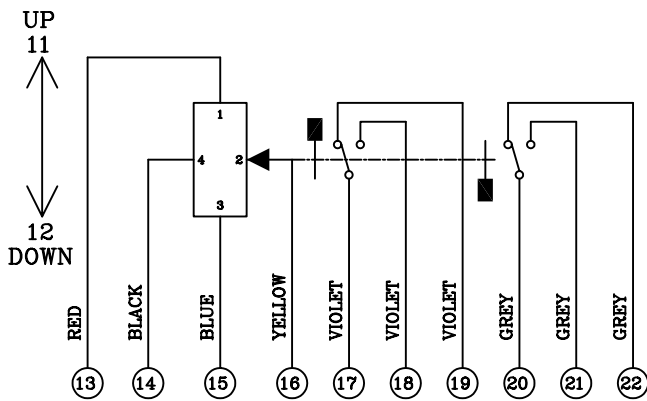 UP
11
12
DOWN
1
4
2
3
RED
BLACK
BLUE
YELLOW
VIOLET
VIOLET
VIOLET
GREY
GREY
GREY
13
14
15
16
17
18
19
20
21
22